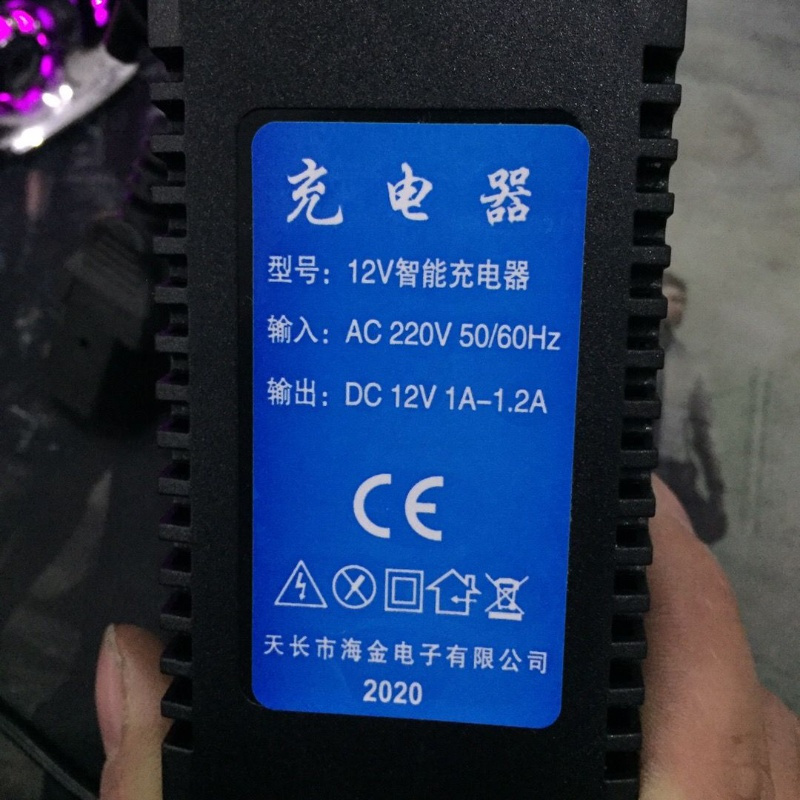 充电器
型号：12V智能充电器
输入：AC 220V 50/60Hz
输出：DC 12V 1A-1.2A
CE
天长市海金电子有限公司
2020